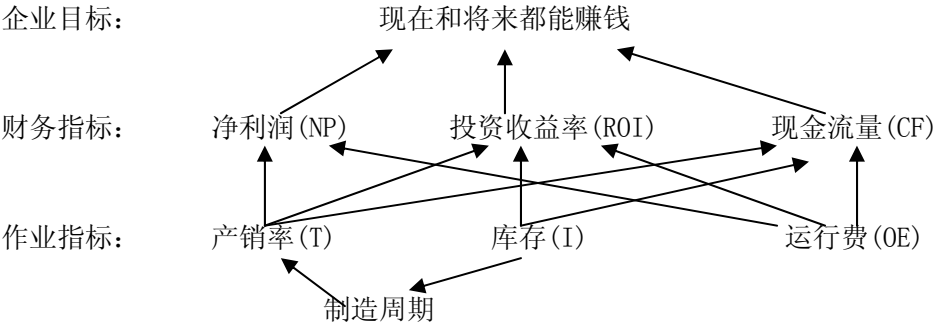 企业目标： 现在和将来都能赚钱
财务指标： 净利润(NP) 投资收益率(ROI) 现金流量(CF)
作业指标： 产销率(T) 库存(I) 运行费(OE)
制造周期